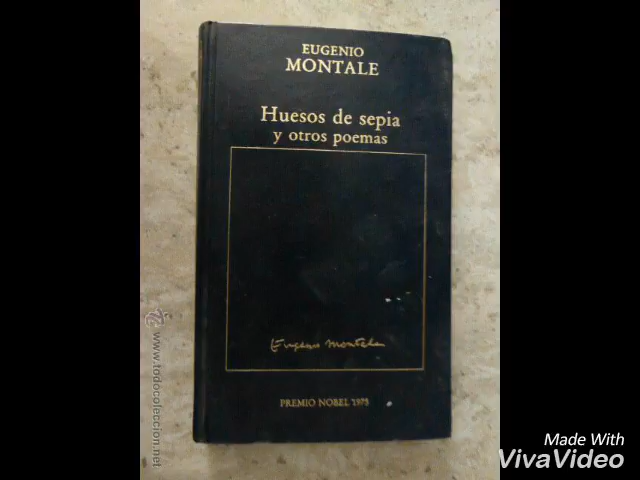 EUGENIO
MONTALE
Huesos de sepia
y otros poemas
Eugenio Montale
PREMIO NOBEL 1975
www.todocoleccion.net
Made With
VivaVideo